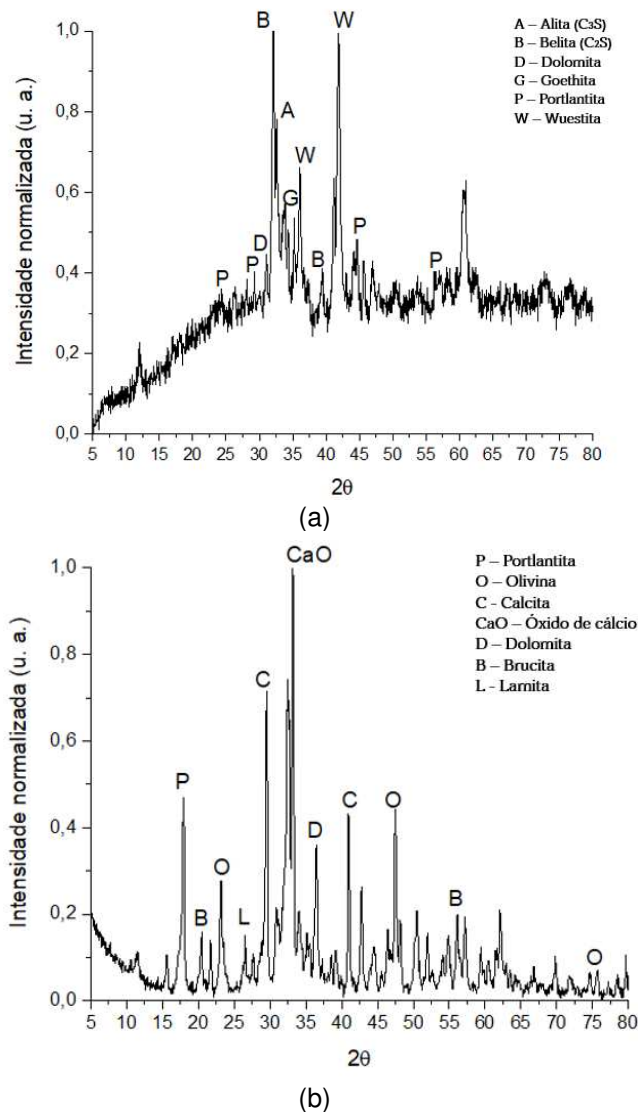 B
W
A – Alita (C₃S)
B – Belita (C₂S)
D – Dolomita
G – Goethita
P – Portlantita
W – Wuestita
1,0
0,8
0,6
0,4
0,2
0,0
Intensidade normalizada (u. a.)
A
W
G
D
P
P
B
P
P
5 10 15 20 25 30 35 40 45 50 55 60 65 70 75 80
2θ
(a)
CaO
P – Portlantita
O – Olivina
C - Calcita
CaO – Óxido de cálcio
D – Dolomita
B – Brucita
L - Larnita
1,0
0,8
0,6
0,4
0,2
0,0
Intensidade normalizada (u. a.)
C
P
C
O
D
O
B
L
B
O
5 10 15 20 25 30 35 40 45 50 55 60 65 70 75 80
2θ
(b)